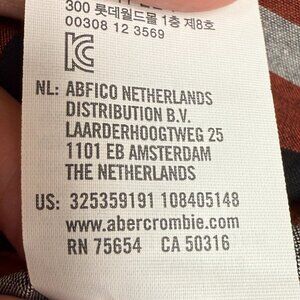 300 롯데월드몰 1층 제8호
00308 12 3569
NL: ABFICO NETHERLANDS
DISTRIBUTION B.V.
LAARDERHOOGTWEG 25
1101 EB AMSTERDAM
THE NETHERLANDS
US: 325359191 108405148
www.abercrombie.com
RN 75654 CA 50316